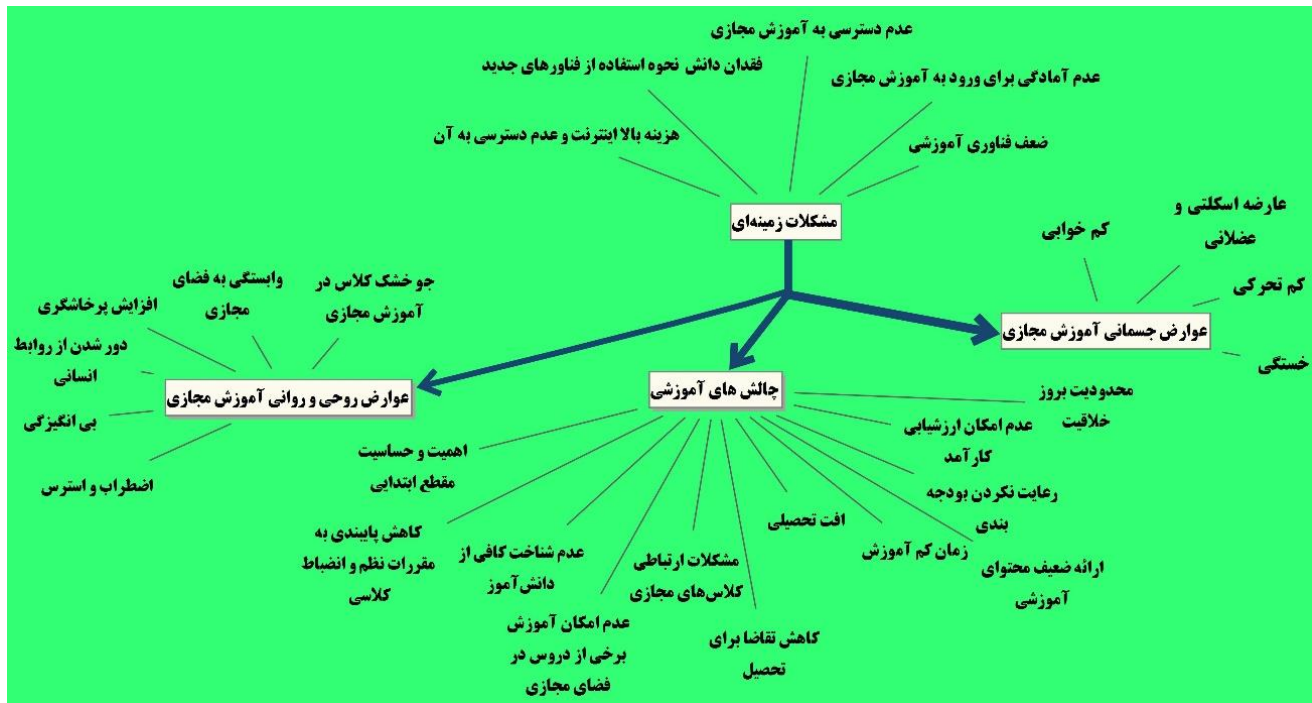 عدم دسترسی به آموزش مجازی
فقدان دانش نحوه استفاده از فناورهای جدید
عدم آمادگی برای ورود به آموزش مجازی
هزینه بالا اینترنت و عدم دسترسی به آن
ضعف فناوری آموزشی
مشکلات زمینه‌ای
عارضه اسکلتی و
عضلانی
کم خوابی
کم تحرکی
خستگی
عوارض جسمانی آموزش مجازی
جو خشک کلاس در
آموزش مجازی
وابستگی به فضای
مجازی
افزایش پرخاشگری
دور شدن از روابط
انسانی
بی انگیزگی
اضطراب و استرس
عوارض روحی و روانی آموزش مجازی
چالش های آموزشی
محدودیت بروز
خلاقیت
عدم امکان ارزشیابی
کارآمد
رعایت نکردن بودجه
بندی
ارائه ضعیف محتوای
آموزشی
زمان کم آموزش
افت تحصیلی
کاهش تقاضا برای
تحصیل
مشکلات ارتباطی
کلاس‌های مجازی
عدم امکان آموزش
برخی از دروس در
فضای مجازی
عدم شناخت کافی از
دانش‌آموز
کاهش پایبندی به
مقررات نظم و انضباط
کلاسی
اهمیت و حساسیت
مقطع ابتدایی